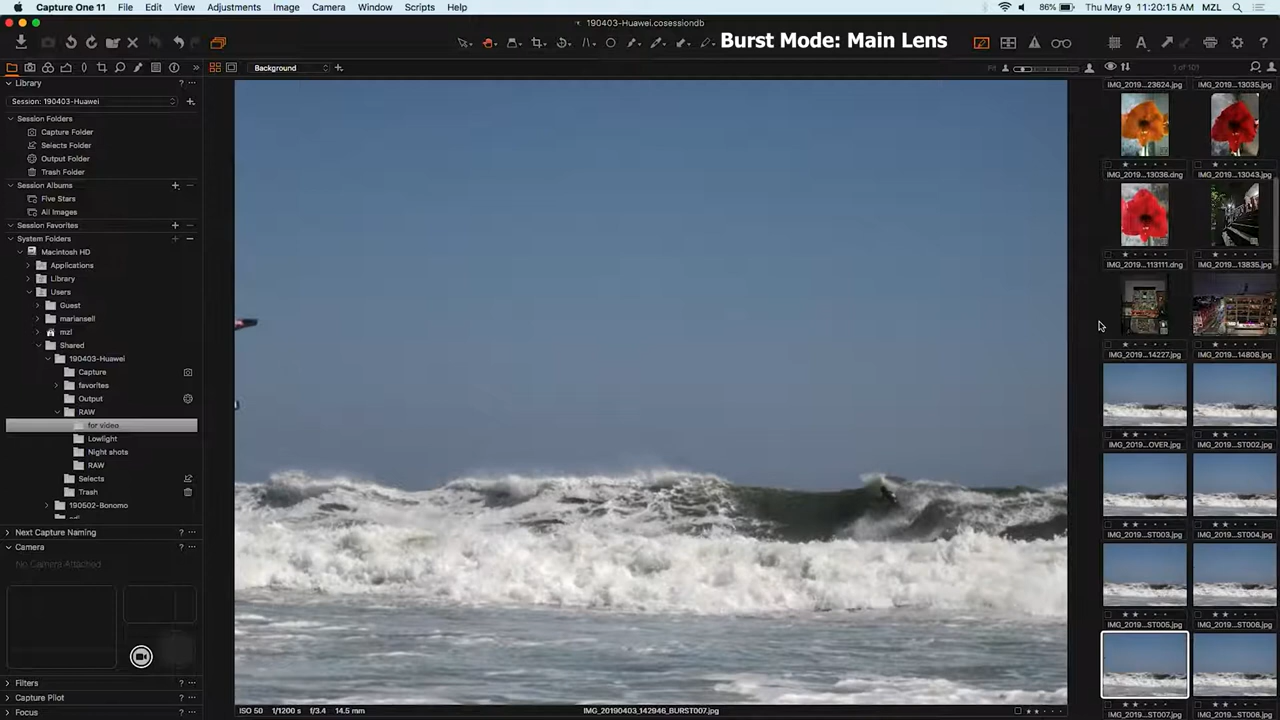 Capture One 11 File Edit View Adjustments Image Camera Window Scripts Help 86% Thu May 9 11:20:15 AM MZL
190403-Huawei.cosessiondb
Burst Mode: Main Lens
Background Fit 1 of 101
Library
Session: 190403-Huawei
Session Folders
Capture Folder
Selects Folder
Output Folder
Trash Folder
Session Albums
Five Stars
All Images
Session Favorites
System Folders
Macintosh HD
Applications
Library
Users
Guest
mariansell
mzl
Shared
190403-Huawei
Capture
favorites
Output
RAW
for video
Lowlight
Night shots
RAW
Selects
Trash
190502-Bonomo
Next Capture Naming
Camera
No Camera Attached
Filters
Capture Pilot
Focus
ISO 50 1/1200 s f/3.4 14.5 mm IMG_20190403_142946_BURST007.jpg
IMG_2019...23624.jpg IMG_2019...13035.jpg
IMG_2019...13036.dng IMG_2019...13043.jpg
IMG_2019...113111.dng IMG_2019...13835.jpg
IMG_2019...14227.jpg IMG_2019...14808.jpg
IMG_2019...OVER.jpg IMG_2019...ST002.jpg
IMG_2019...ST003.jpg IMG_2019...ST004.jpg
IMG_2019...ST005.jpg IMG_2019...ST006.jpg
IMG_2019...ST007.jpg IMG_2019...ST008.jpg